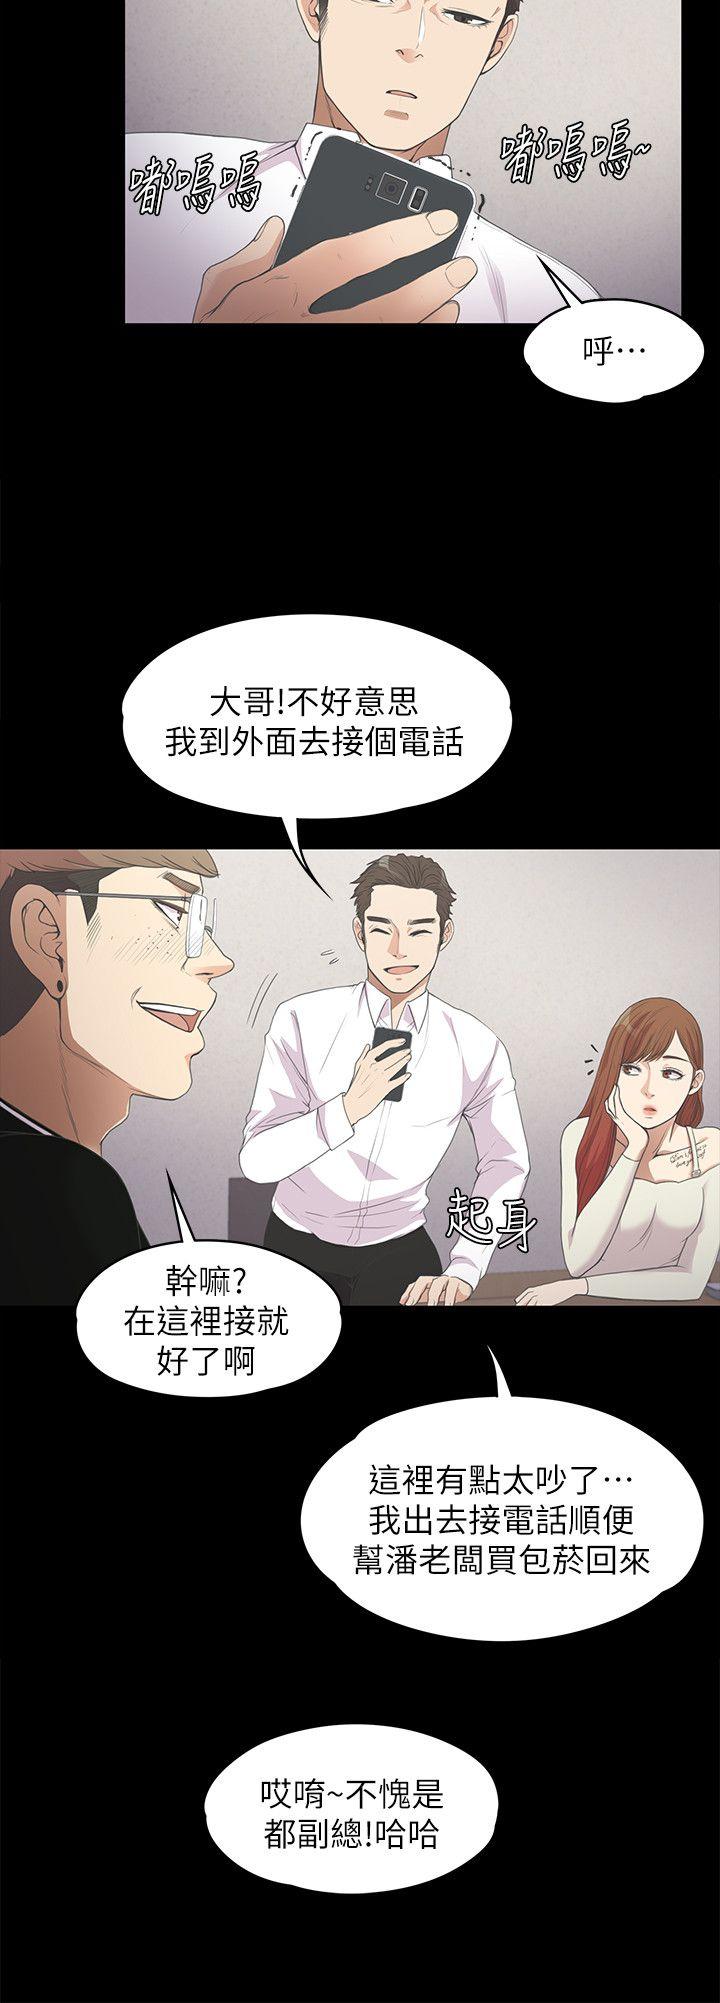 嘟嗚嗚
嘟嗚嗚~
呼…
大哥!不好意思
我到外面去接個電話
起身
幹嘛?
在這裡接就
好了啊
這裡有點太吵了…
我出去接電話順便
幫潘老闆買包菸回來
哎唷~不愧是
都副總!哈哈